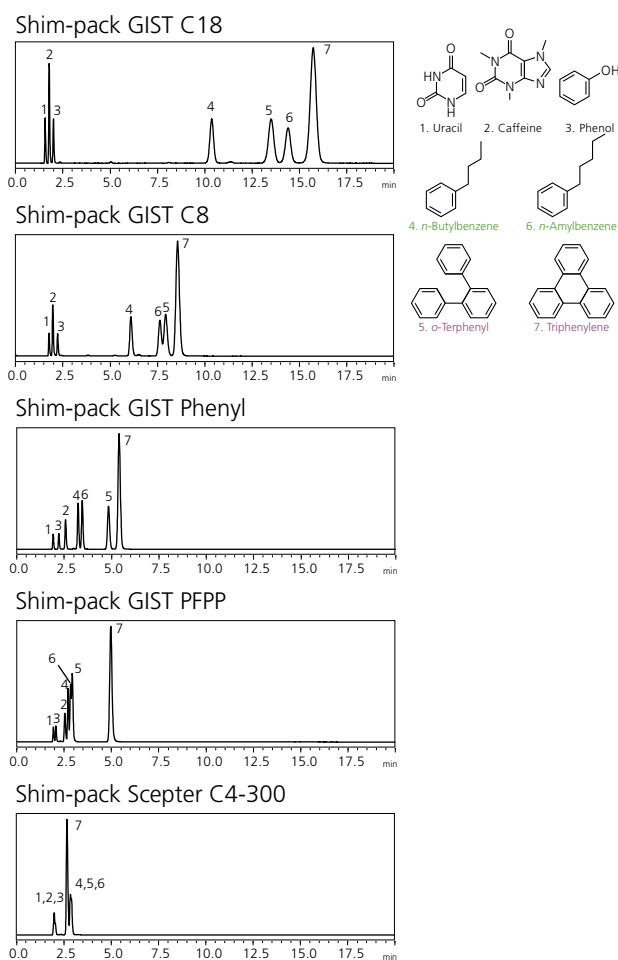 Shim-pack GIST C18
1 2 3 4 5 6 7
0.0 2.5 5.0 7.5 10.0 12.5 15.0 17.5 min
Shim-pack GIST C8
1 2 3 4 6 5 7
0.0 2.5 5.0 7.5 10.0 12.5 15.0 17.5 min
Shim-pack GIST Phenyl
1 3 2 4 6 5 7
0.0 2.5 5.0 7.5 10.0 12.5 15.0 17.5 min
Shim-pack GIST PFPP
1 3 2 4 6 5 7
0.0 2.5 5.0 7.5 10.0 12.5 15.0 17.5 min
Shim-pack Scepter C4-300
1,2,3 7 4,5,6
0.0 2.5 5.0 7.5 10.0 12.5 15.0 17.5 min
O HN O NH
O N N O N N
OH
1. Uracil 2. Caffeine 3. Phenol
4. n-Butylbenzene 6. n-Amylbenzene
5. o-Terphenyl 7. Triphenylene